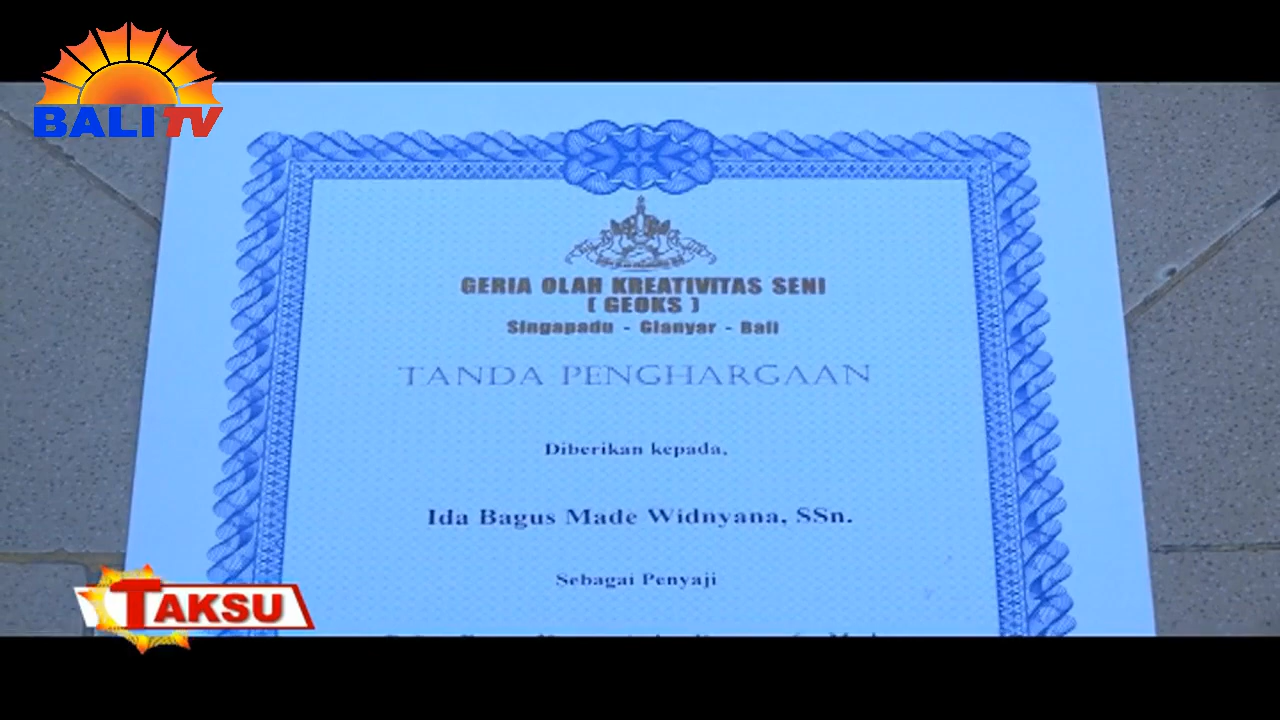 BALI TV
GERIA OLAH KREATIVITAS SENI
( GEOKS )
Singapadu - Gianyar - Bali
TANDA PENGHARGAAN
Diberikan kepada,
Ida Bagus Made Widnyana, SSn.
Sebagai Penyaji
TAKSU